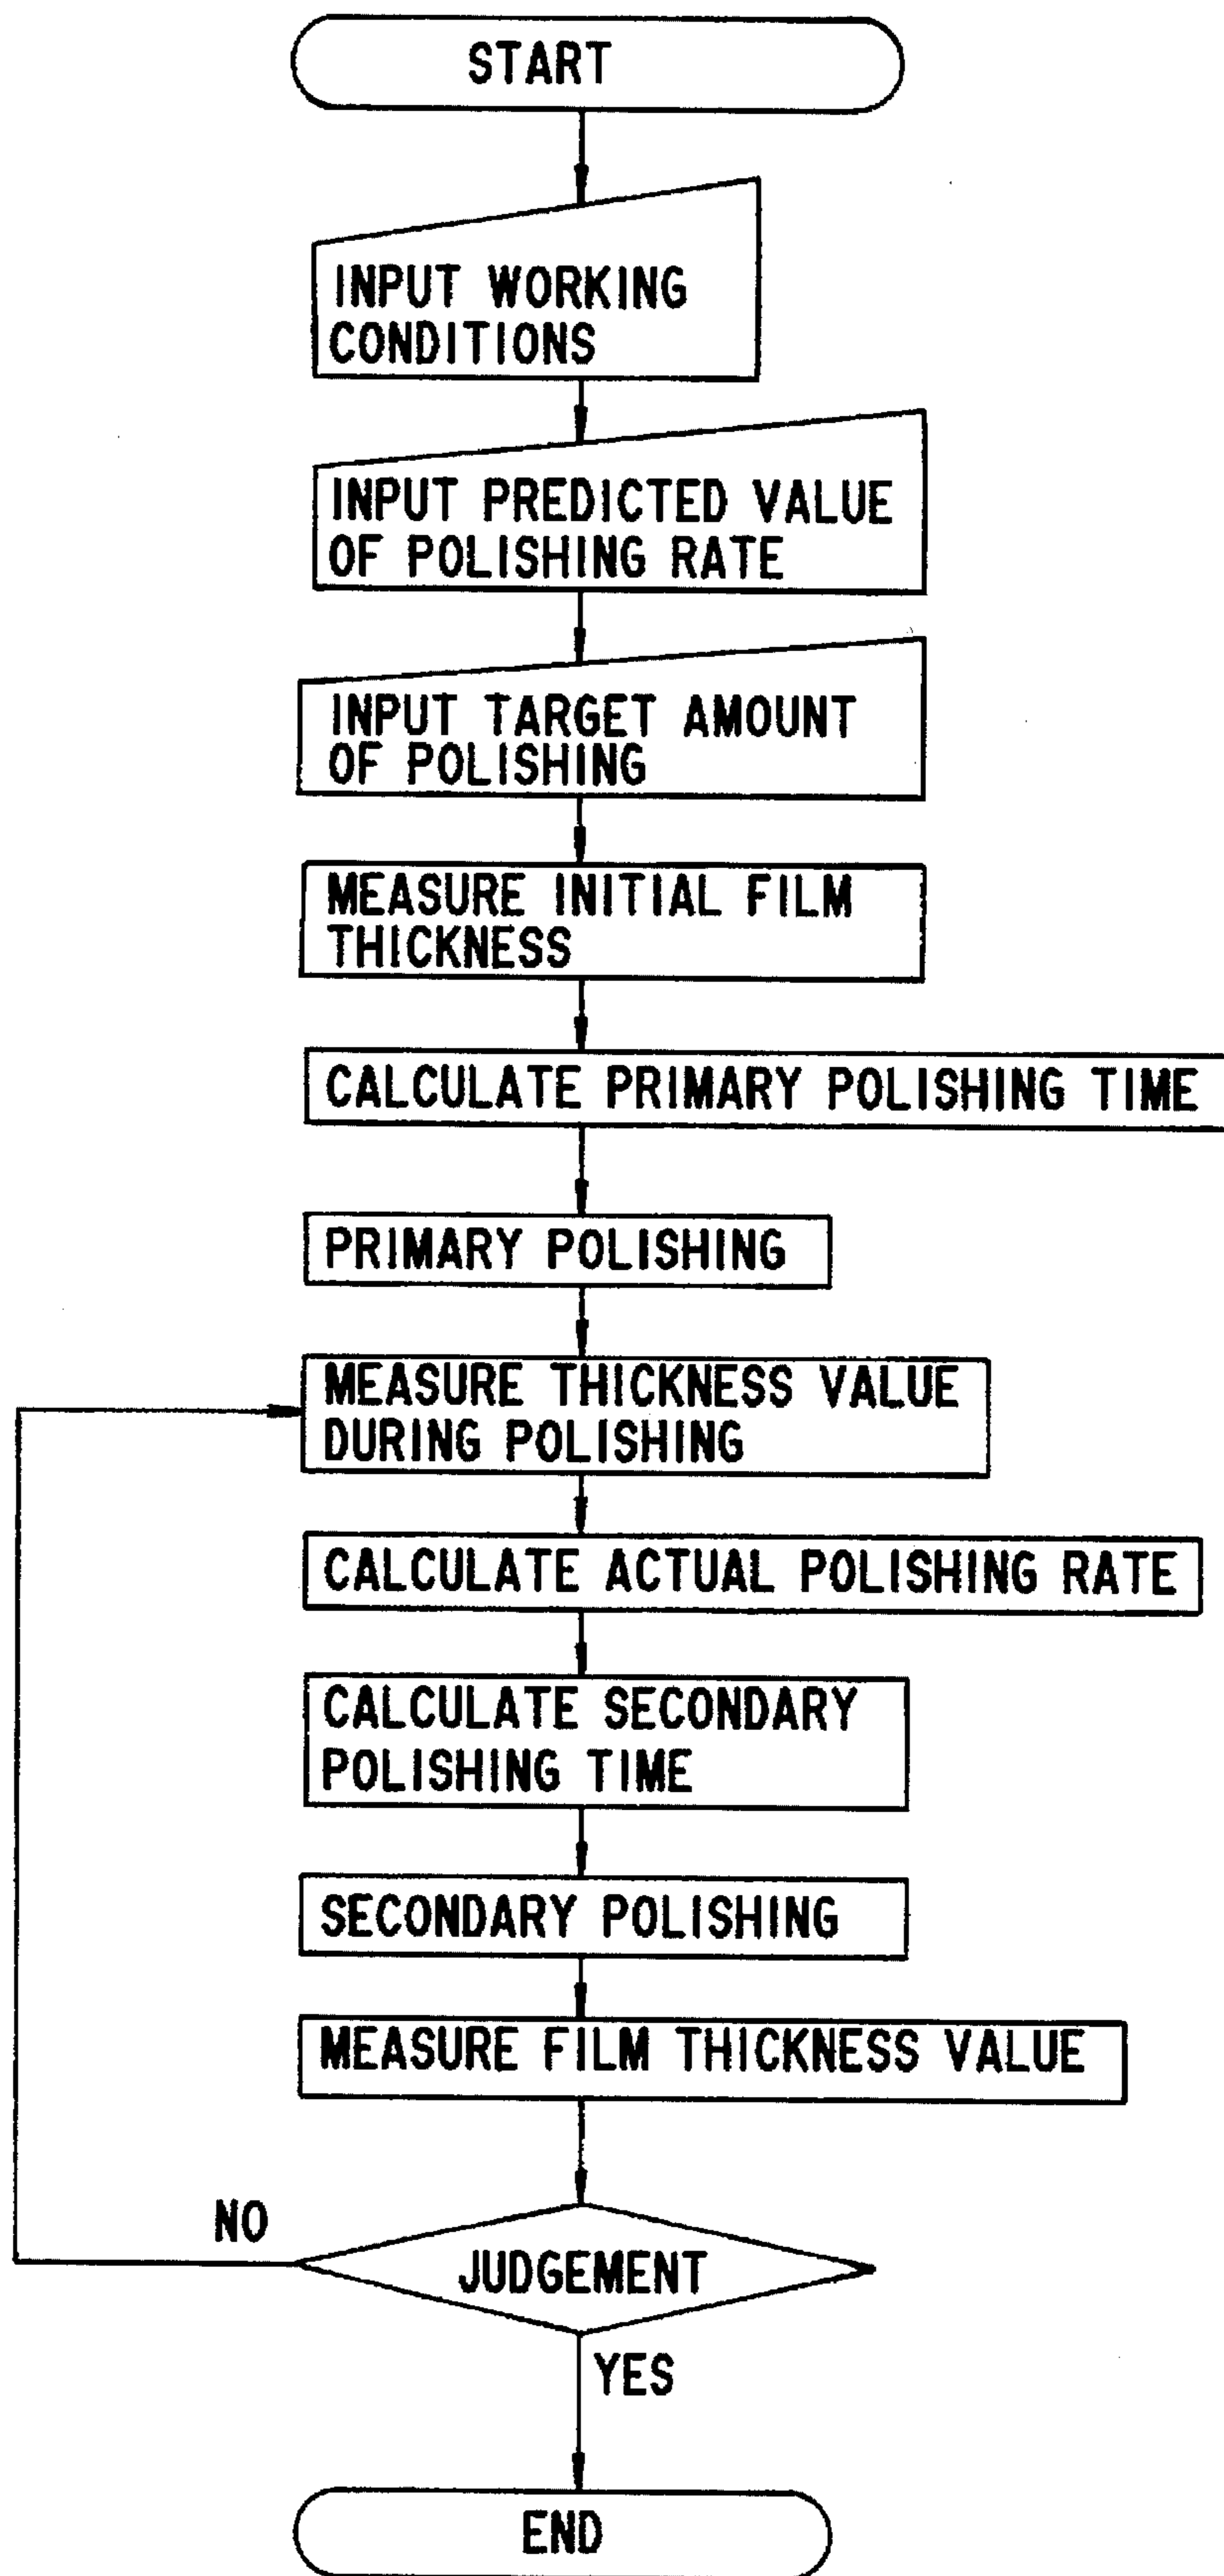 START
INPUT WORKING
CONDITIONS
INPUT PREDICTED VALUE
OF POLISHING RATE
INPUT TARGET AMOUNT
OF POLISHING
MEASURE INITIAL FILM
THICKNESS
CALCULATE PRIMARY POLISHING TIME
PRIMARY POLISHING
MEASURE THICKNESS VALUE
DURING POLISHING
CALCULATE ACTUAL POLISHING RATE
CALCULATE SECONDARY
POLISHING TIME
SECONDARY POLISHING
MEASURE FILM THICKNESS VALUE
NO
JUDGEMENT
YES
END